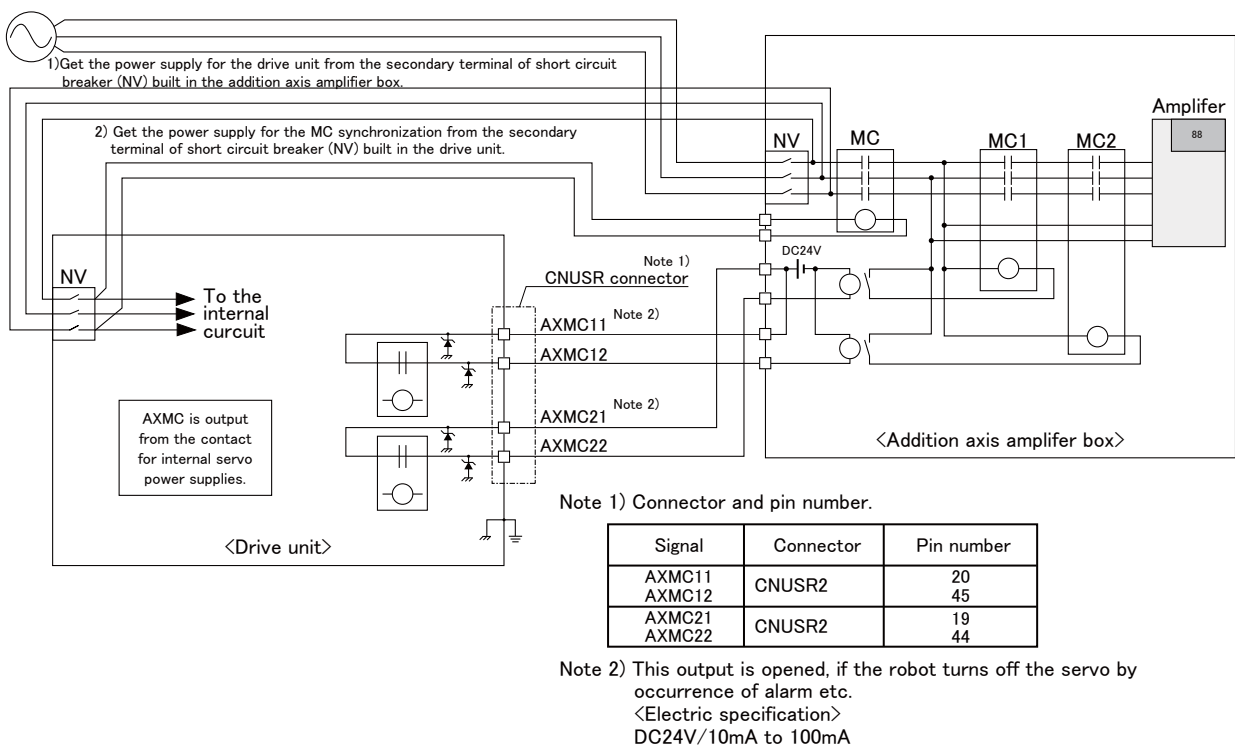 1)Get the power supply for the drive unit from the secondary terminal of short circuit
breaker (NV) built in the addition axis amplifier box.
2) Get the power supply for the MC synchronization from the secondary
terminal of short circuit breaker (NV) built in the drive unit.
NV
MC
MC1
MC2
Amplifer
88
DC24V
<Addition axis amplifer box>
NV
To the
internal
curcuit
Note 1)
CNUSR connector
AXMC11 Note 2)
AXMC12
AXMC21 Note 2)
AXMC22
AXMC is output
from the contact
for internal servo
power supplies.
<Drive unit>
Note 1) Connector and pin number.
Signal Connector Pin number
AXMC11 20
CNUSR2
AXMC12 45
AXMC21 19
CNUSR2
AXMC22 44
Note 2) This output is opened, if the robot turns off the servo by
occurrence of alarm etc.
<Electric specification>
DC24V/10mA to 100mA